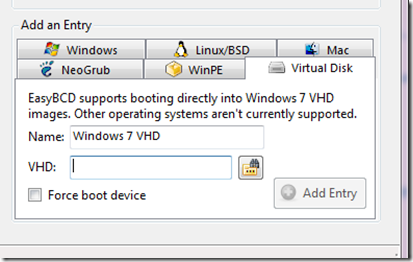 Add an Entry
Windows
Linux/BSD
Mac
NeoGrub
WinPE
Virtual Disk
EasyBCD supports booting directly into Windows 7 VHD
images. Other operating systems aren't currently supported.
Name: Windows 7 VHD
VHD:
Force boot device
Add Entry